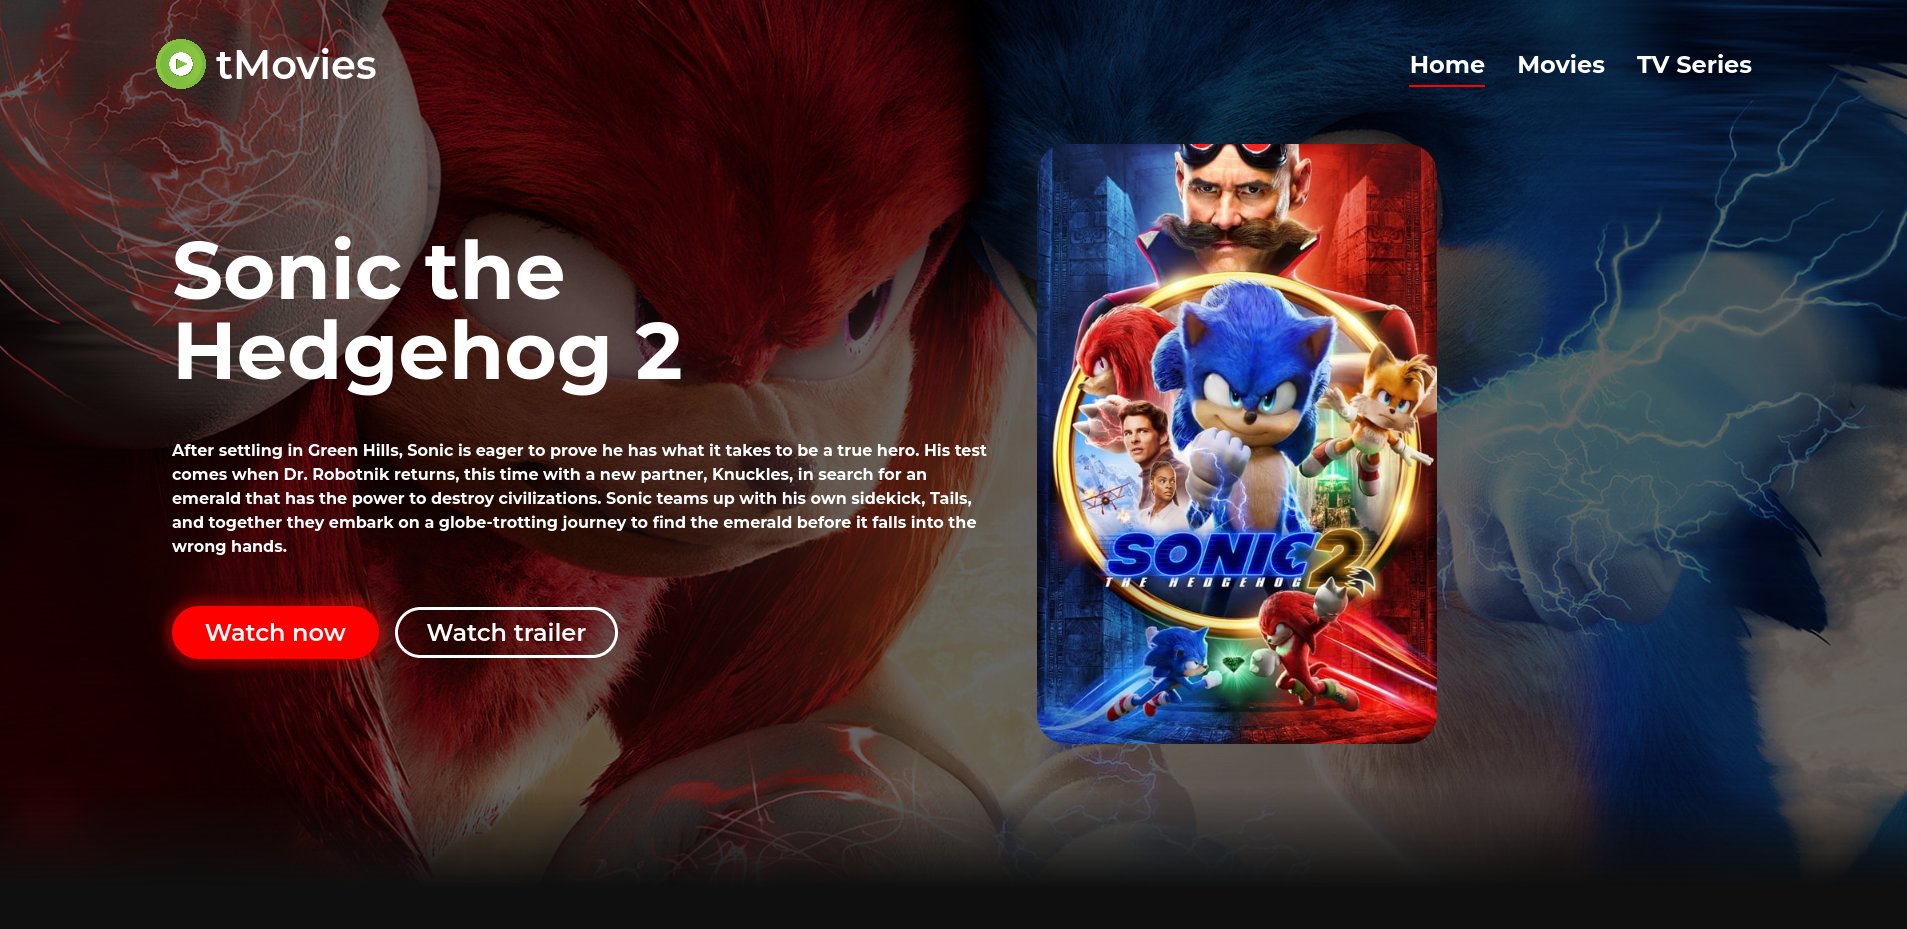 tMovies
Home Movies TV Series
Sonic the
Hedgehog 2
After settling in Green Hills, Sonic is eager to prove he has what it takes to be a true hero. His test
comes when Dr. Robotnik returns, this time with a new partner, Knuckles, in search for an
emerald that has the power to destroy civilizations. Sonic teams up with his own sidekick, Tails,
and together they embark on a globe-trotting journey to find the emerald before it falls into the
wrong hands.
Watch now Watch trailer
SONIC 2
THE HEDGEHOG